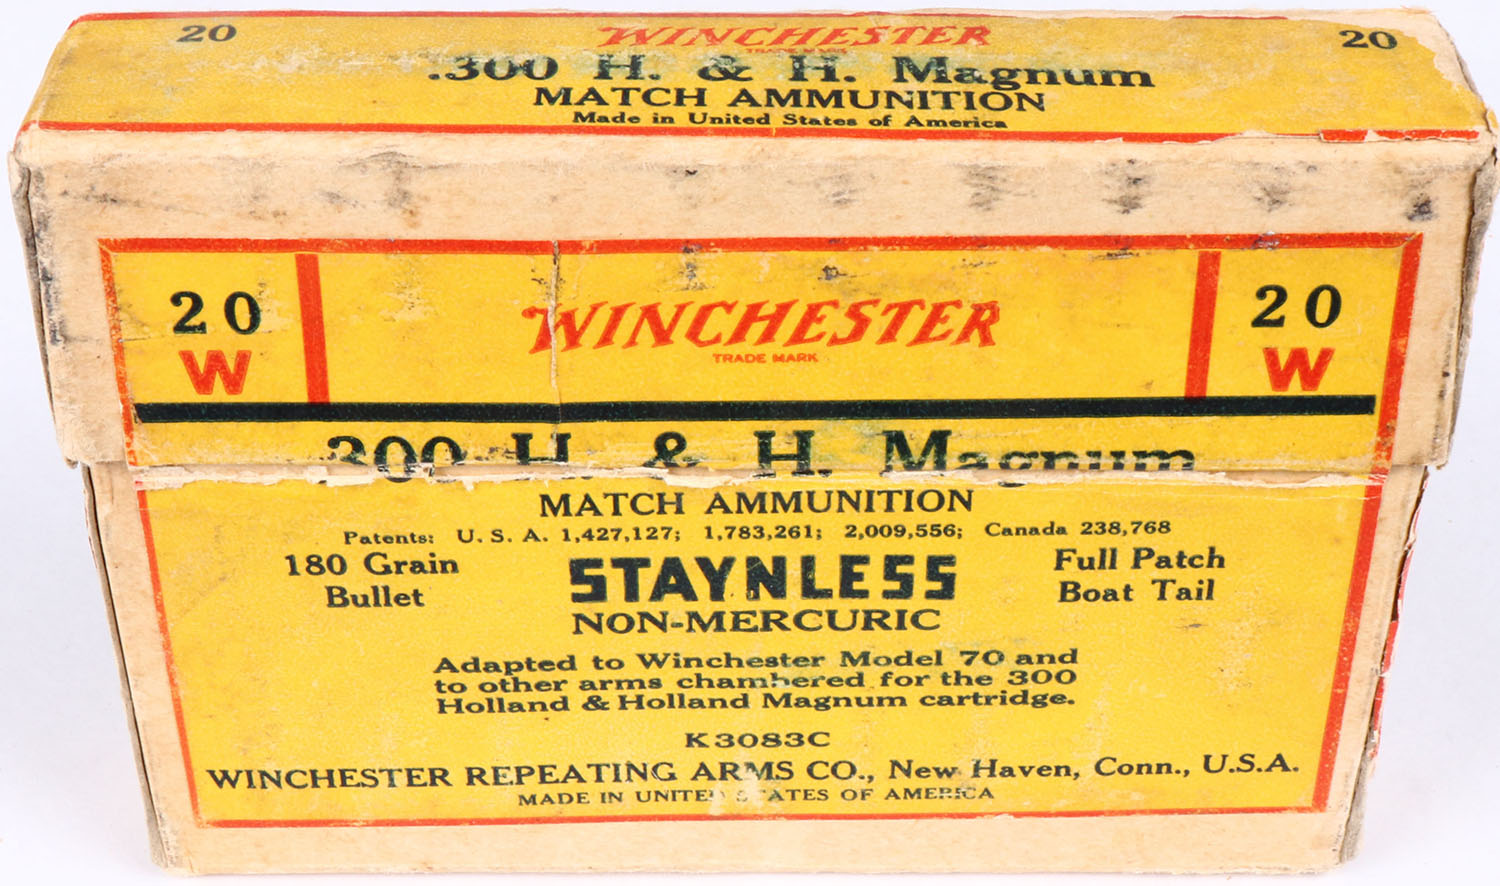 20 WINCHESTER 20
TRADE MARK
.300 H. & H. Magnum
MATCH AMMUNITION
Made in United States of America
20 WINCHESTER 20
W TRADE MARK W
300 H. & H. Magnum
MATCH AMMUNITION
Patents: U. S. A. 1,427,127; 1,783,261; 2,009,556; Canada 238,768
180 Grain STAYNLESS Full Patch
Bullet NON-MERCURIC Boat Tail
Adapted to Winchester Model 70 and
to other arms chambered for the 300
Holland & Holland Magnum cartridge.
K3083C
WINCHESTER REPEATING ARMS CO., New Haven, Conn., U.S.A.
MADE IN UNITED STATES OF AMERICA